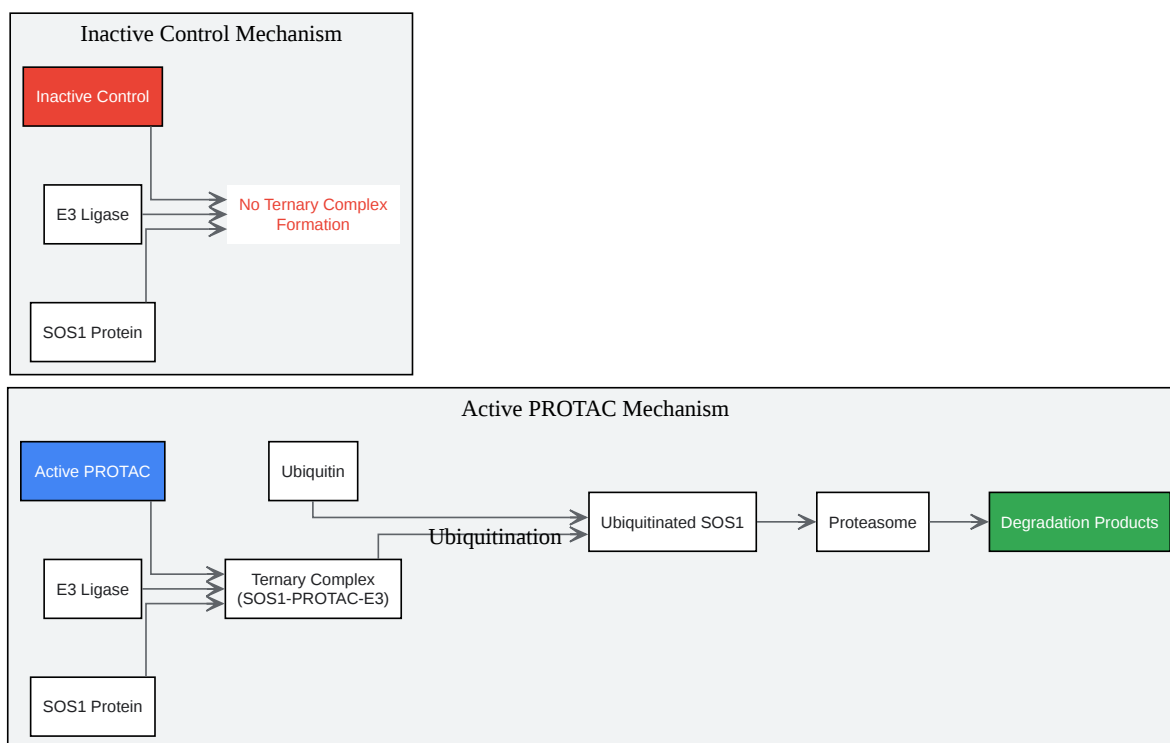 Inactive Control Mechanism
Inactive Control
E3 Ligase
No Ternary Complex
Formation
SOS1 Protein
Active PROTAC Mechanism
Active PROTAC
Ubiquitin
Ubiquitination
Ubiquitinated SOS1
Proteasome
Degradation Products
E3 Ligase
Ternary Complex
(SOS1-PROTAC-E3)
SOS1 Protein